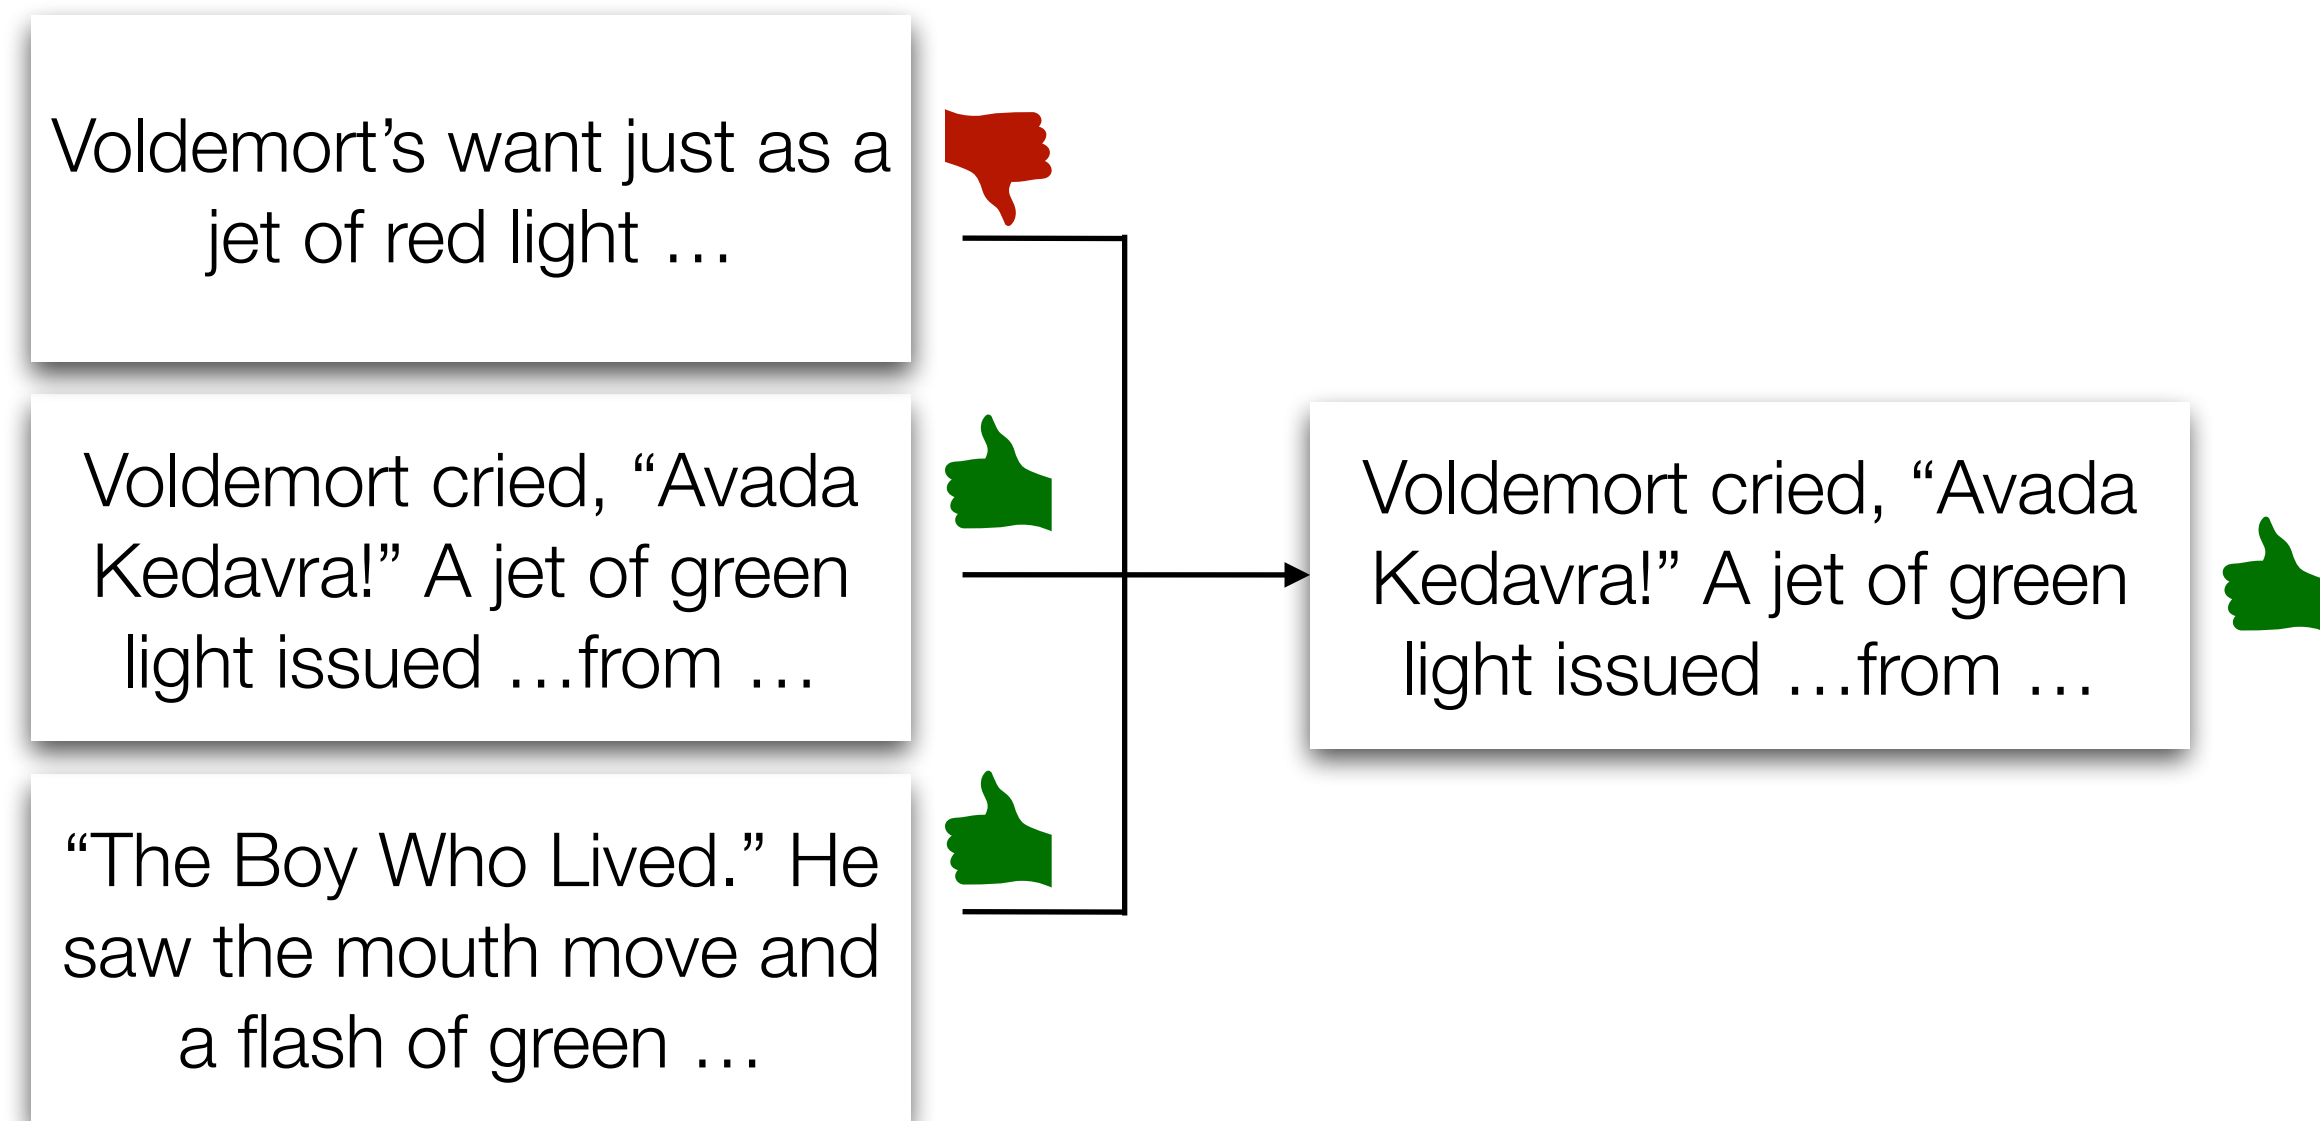 Voldemort’s want just as a
jet of red light …
Voldemort cried, “Avada
Kedavra!” A jet of green
light issued …from …
“The Boy Who Lived.” He
saw the mouth move and
a flash of green …
Voldemort cried, “Avada
Kedavra!” A jet of green
light issued …from …